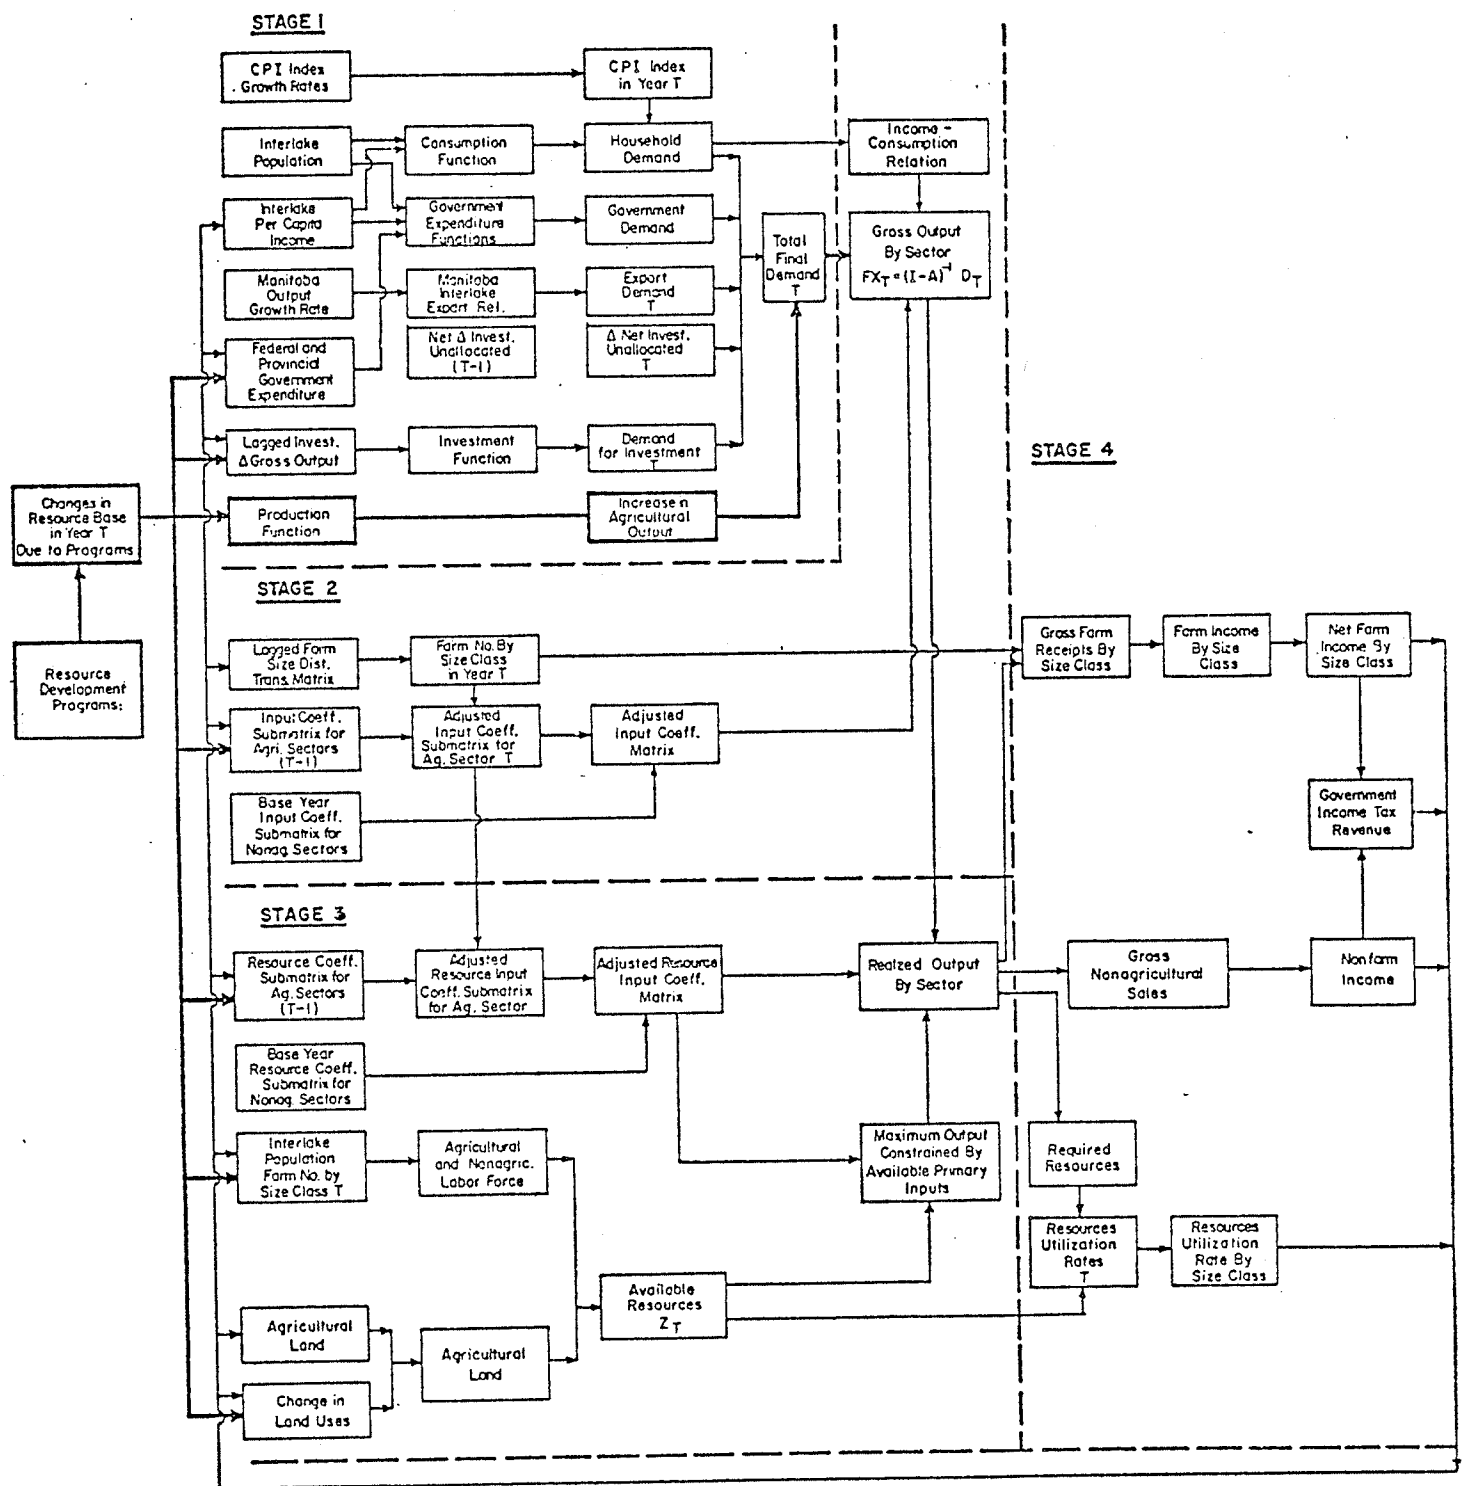 STAGE 1
CPI Index
Growth Rates
CPI Index
in Year T
Interlake
Population
Consumption
Function
Household
Demand
Income -
Consumption
Relation
Interlake
Per Capita
Income
Government
Expenditure
Functions
Government
Demand
Total
Final
Demand
T
Gross Output
By Sector
FX_T = (I-A)^-1 D_T
Manitoba
Output
Growth Rate
Manitoba
Interlake
Export Rel.
Export
Demand
T
Federal and
Provincial
Government
Expenditure
Net Δ Invest.
Unallocated
(T-1)
Δ Net Invest.
Unallocated
T
Lagged Invest.
Δ Gross Output
Investment
Function
Demand
for Investment
T
STAGE 4
Changes in
Resource Base
in Year T
Due to Programs
Production
Function
Increase in
Agricultural
Output
STAGE 2
Resource
Development
Programs:
Lagged Farm
Size Dist.
Trans. Matrix
Farm No. By
Size Class
in Year T
Gross Farm
Receipts By
Size Class
Farm Income
By Size
Class
Net Farm
Income By
Size Class
Input Coeff.
Submatrix for
Agri. Sectors
(T-1)
Adjusted
Input Coeff.
Submatrix for
Ag. Sector T
Adjusted
Input Coeff.
Matrix
Base Year
Input Coeff.
Submatrix for
Nonag. Sectors
Government
Income Tax
Revenue
STAGE 3
Resource Coeff.
Submatrix for
Ag. Sectors
(T-1)
Adjusted
Resource Input
Coeff. Submatrix
for Ag. Sector
Adjusted Resource
Input Coeff.
Matrix
Realzed Output
By Sector
Gross
Nonagricultural
Sales
Nonfarm
Income
Base Year
Resource Coeff.
Submatrix for
Nonag. Sectors
Interlake
Population
Farm No. by
Size Class T
Agricultural
and Nonagric.
Labor Force
Maximum Output
Constrained By
Available Primary
Inputs
Required
Resources
Resources
Utilization
Rates
T
Resources
Utilization
Rate By
Size Class
Available
Resources
Z_T
Agricultural
Land
Agricultural
Land
Change in
Land Uses